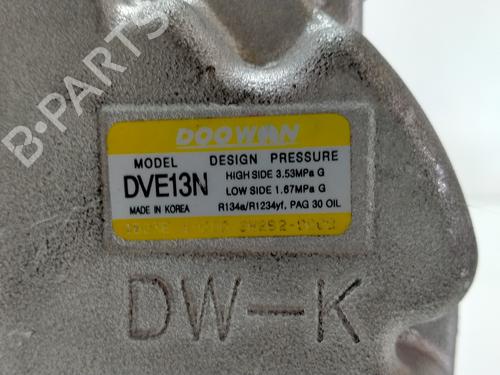 B-PARTS
DOOWON
MODEL DESIGN PRESSURE
DVE13N HIGH SIDE 3.53MPa G
LOW SIDE 1.67MPa G
MADE IN KOREA R134a/R1234yf, PAG 30 OIL
DW-K